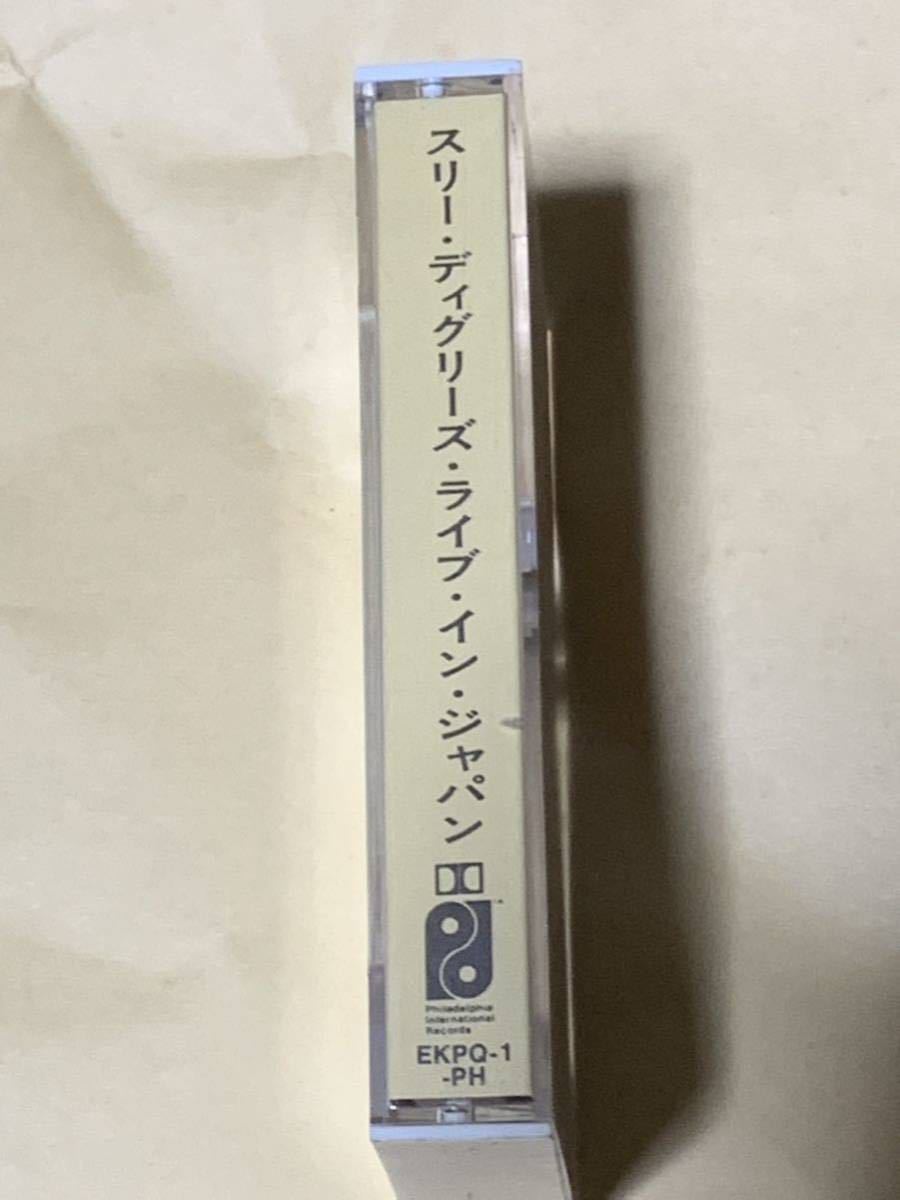 スリー・ディグリーズ・ライブ・イン・ジャパン
Philadelphia
International
Records
EKPQ-1
-PH